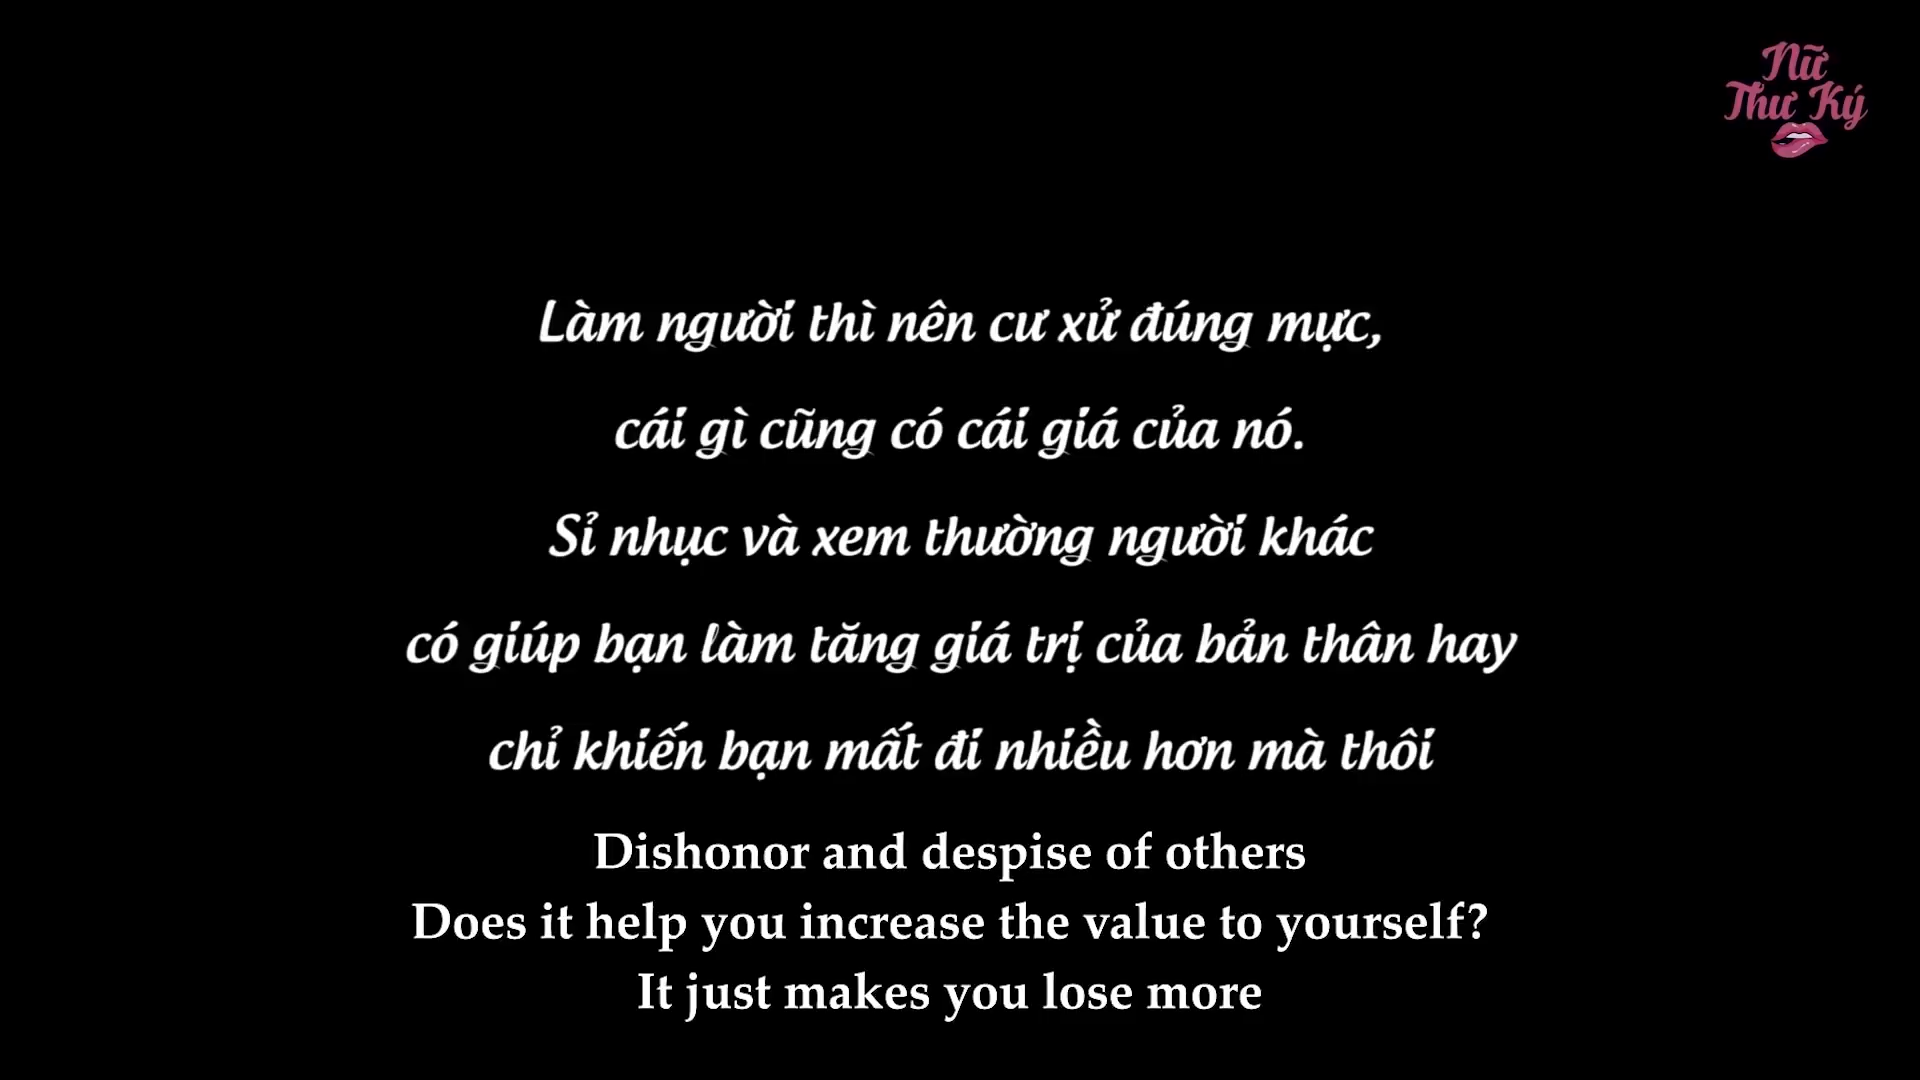 Nữ
Thư Ký
Làm người thì nên cư xử đúng mực,
cái gì cũng có cái giá của nó.
Sỉ nhục và xem thường người khác
có giúp bạn làm tăng giá trị của bản thân hay
chỉ khiến bạn mất đi nhiều hơn mà thôi
Dishonor and despise of others
Does it help you increase the value to yourself?
It just makes you lose more